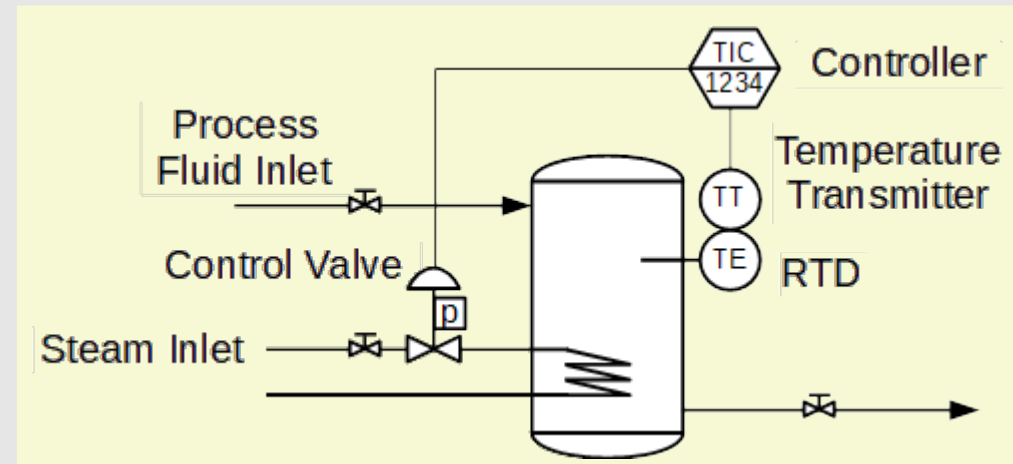 TIC
1234
Controller
Process
Fluid Inlet
Temperature
Transmitter
TT
Control Valve
TE
RTD
p
Steam Inlet